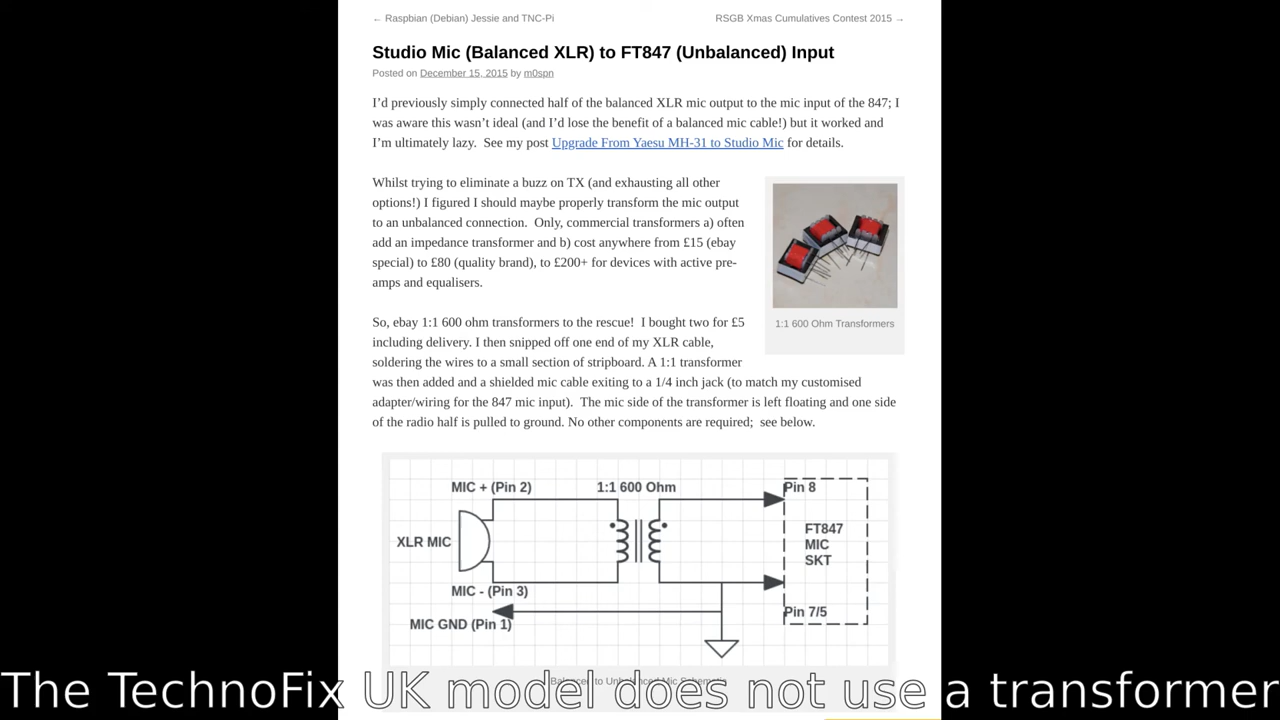 ← Raspbian (Debian) Jessie and TNC-Pi
RSGB Xmas Cumulatives Contest 2015 →
Studio Mic (Balanced XLR) to FT847 (Unbalanced) Input
Posted on December 15, 2015 by m0spn
I’d previously simply connected half of the balanced XLR mic output to the mic input of the 847; I
was aware this wasn’t ideal (and I’d lose the benefit of a balanced mic cable!) but it worked and
I’m ultimately lazy.  See my post Upgrade From Yaesu MH-31 to Studio Mic for details.
Whilst trying to eliminate a buzz on TX (and exhausting all other
options!) I figured I should maybe properly transform the mic output
to an unbalanced connection.  Only, commercial transformers a) often
add an impedance transformer and b) cost anywhere from £15 (ebay
special) to £80 (quality brand), to £200+ for devices with active pre-
amps and equalisers.
1:1 600 Ohm Transformers
So, ebay 1:1 600 ohm transformers to the rescue!  I bought two for £5
including delivery. I then snipped off one end of my XLR cable,
soldering the wires to a small section of stripboard. A 1:1 transformer
was then added and a shielded mic cable exiting to a 1/4 inch jack (to match my customised
adapter/wiring for the 847 mic input).  The mic side of the transformer is left floating and one side
of the radio half is pulled to ground. No other components are required;  see below.
MIC + (Pin 2)
1:1 600 Ohm
Pin 8
XLR MIC
FT847
MIC
SKT
MIC - (Pin 3)
Pin 7/5
MIC GND (Pin 1)
Balanced to Unbalanced Mic Schematic
The TechnoFix UK model does not use a transformer